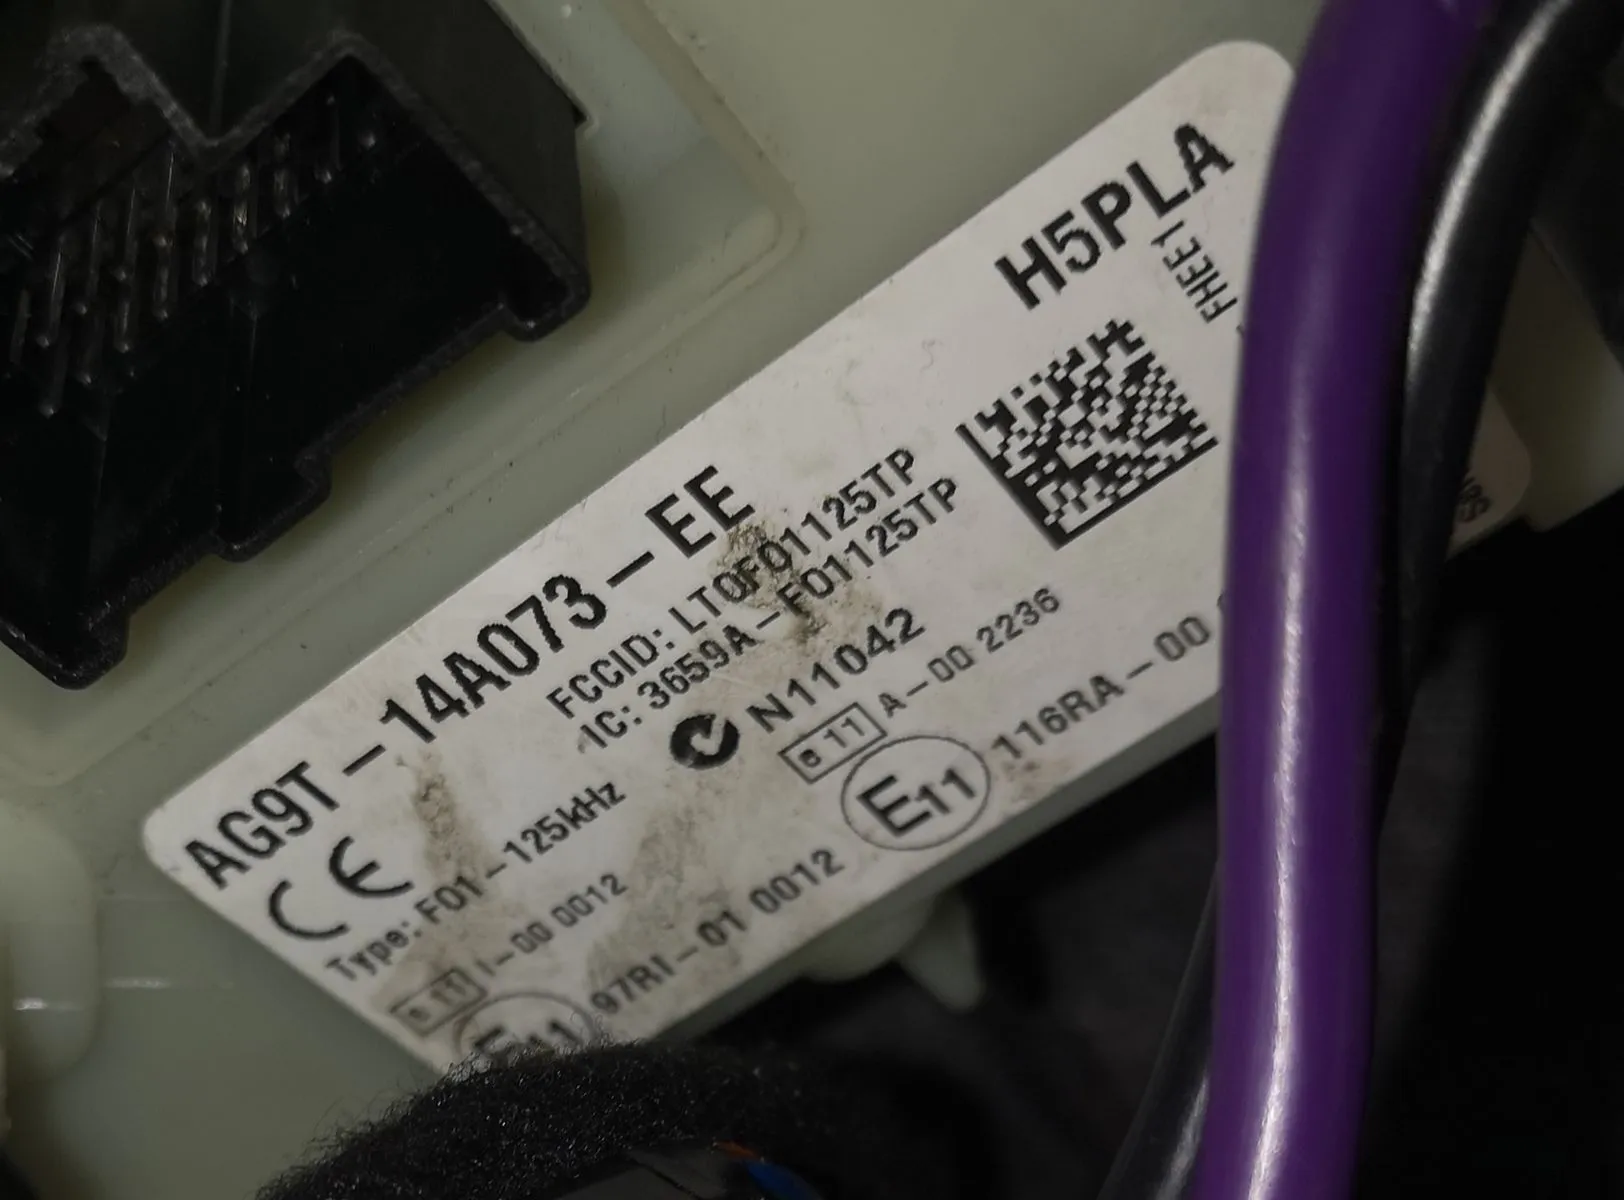 H5PLA
FHEE1
AG9T-14A073-EE
FCCID: LTQF01125TP
IC: 3659A-F01125TP
N11042
CE
Type: F01-125kHz
e 11 A-00 2236
e 11 I-00 0012
E11 116RA-00
E11 97RI-01 0012